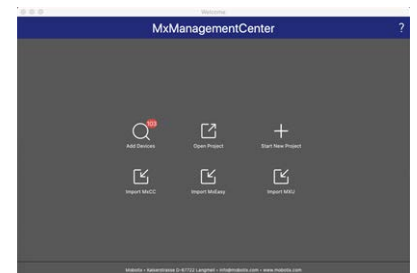 Welcome
MxManagementCenter ?
103
Add Devices Open Project Start New Project
Import MxCC Import MxEasy Import MXU
Mobotix • Kaiserstrasse D-67722 Langmeil • info@mobotix.com • www.mobotix.com